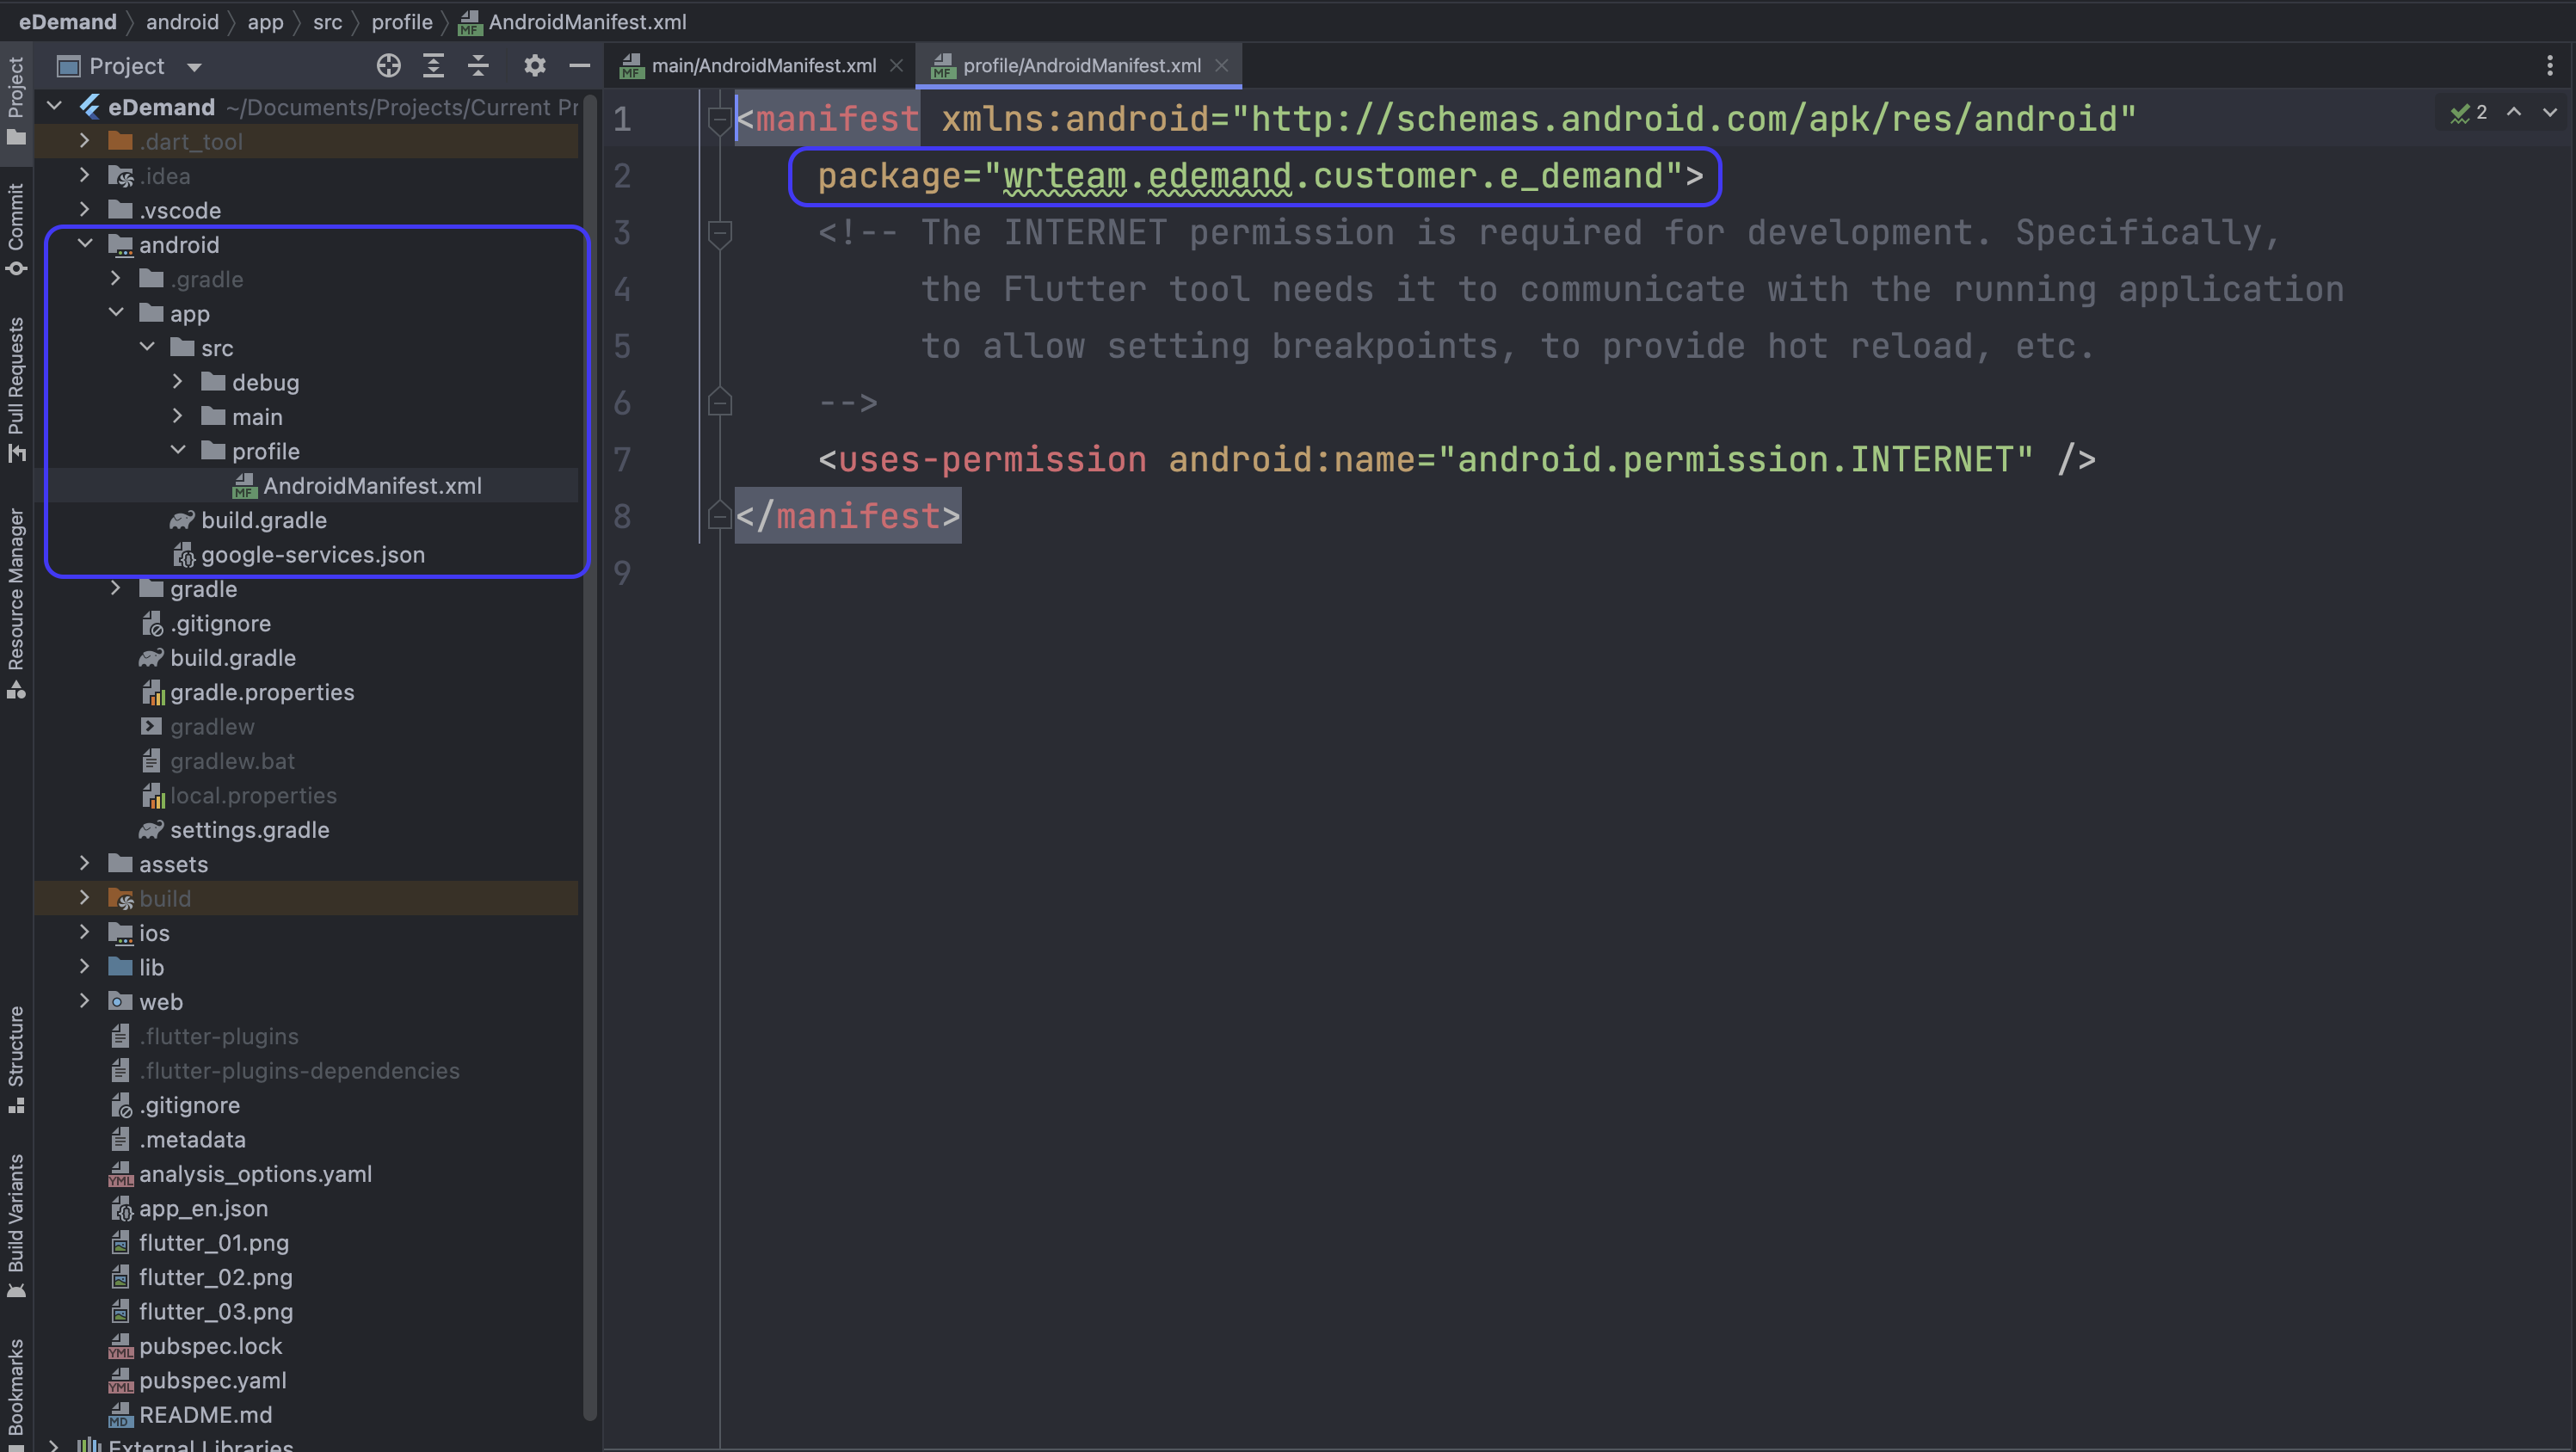 eDemand android app src profile AndroidManifest.xml
Project
main/AndroidManifest.xml
profile/AndroidManifest.xml
Project
Commit
Pull Requests
Resource Manager
Structure
Build Variants
Bookmarks
eDemand ~/Documents/Projects/Current Pr
.dart_tool
.idea
.vscode
android
.gradle
app
src
debug
main
profile
AndroidManifest.xml
build.gradle
google-services.json
gradle
.gitignore
build.gradle
gradle.properties
gradlew
gradlew.bat
local.properties
settings.gradle
assets
build
ios
lib
web
.flutter-plugins
.flutter-plugins-dependencies
.gitignore
.metadata
analysis_options.yaml
app_en.json
flutter_01.png
flutter_02.png
flutter_03.png
pubspec.lock
pubspec.yaml
README.md
External Libraries
1 <manifest xmlns:android="http://schemas.android.com/apk/res/android"
2 package="wrteam.edemand.customer.e_demand">
3 <!-- The INTERNET permission is required for development. Specifically,
4 the Flutter tool needs it to communicate with the running application
5 to allow setting breakpoints, to provide hot reload, etc.
6 -->
7 <uses-permission android:name="android.permission.INTERNET" />
8 </manifest>
9
2